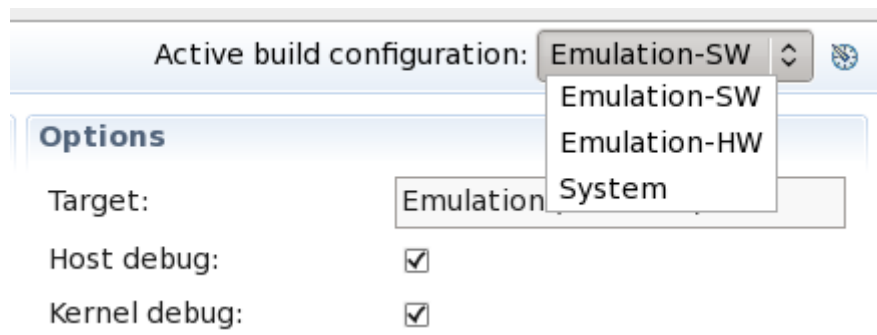 Active build configuration: Emulation-SW
Emulation-SW
Emulation-HW
System
Options
Target: Emulation
Host debug:
Kernel debug: